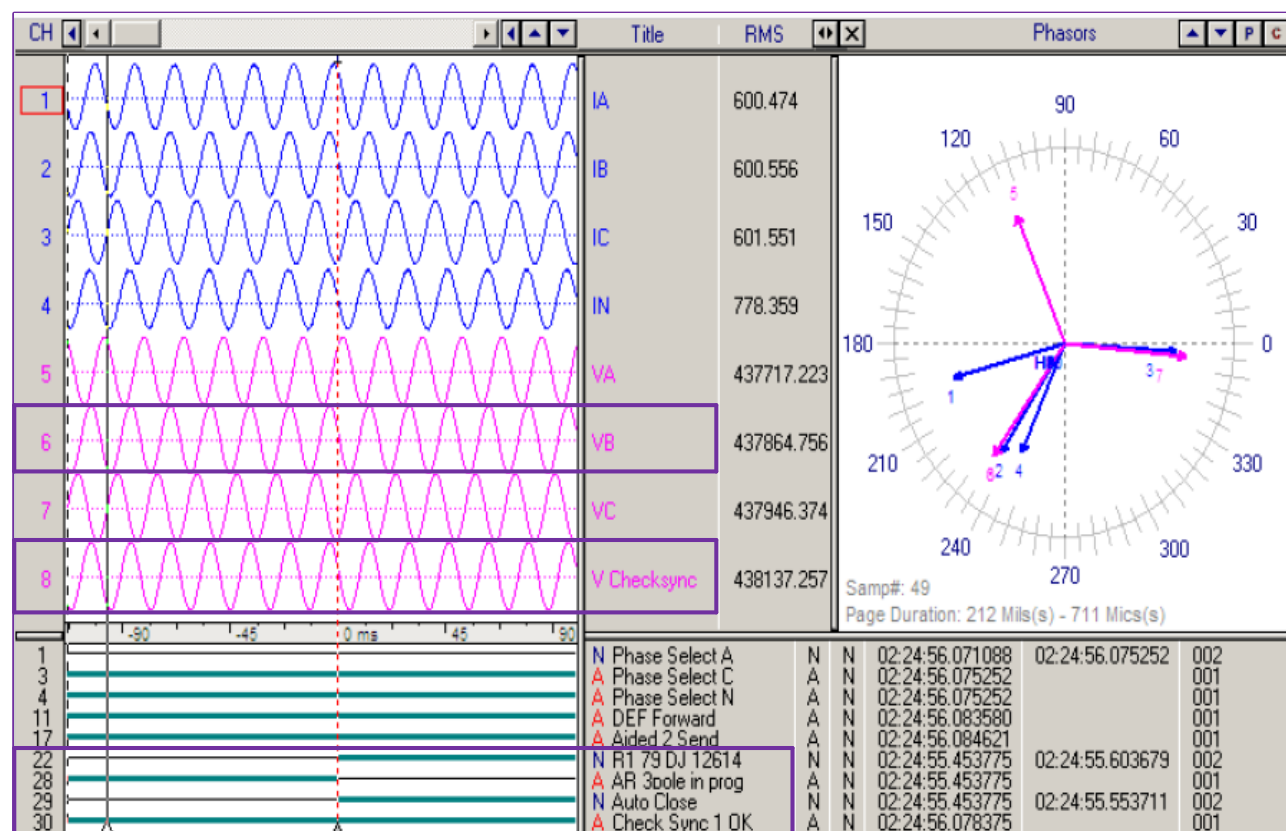 CH Title RMS Phasors P C
1 IA 600.474
2 IB 600.556
3 IC 601.551
4 IN 778.359
5 VA 437717.223
6 VB 437864.756
7 VC 437946.374
8 V Checksync 438137.257
90
120 60
150 30
180 0
210 330
240 300
270
5
3 7
1
8 2 4
Samp#: 49
Page Duration: 212 Mils(s) - 711 Mics(s)
-90 -45 0 ms 45 90
1 N Phase Select A N N 02:24:56.071088 02:24:56.075252 002
3 A Phase Select C A N 02:24:56.075252 001
4 A Phase Select N A N 02:24:56.075252 001
11 A DEF Forward A N 02:24:56.083580 001
17 A Aided 2 Send A N 02:24:56.084621 001
22 N R1 79 DJ 12614 N N 02:24:55.453775 02:24:55.603679 002
28 A AR 3pole in prog A N 02:24:55.453775 001
29 N Auto Close N N 02:24:55.453775 02:24:55.553711 002
30 A Check Sync 1 OK A N 02:24:56.078375 001